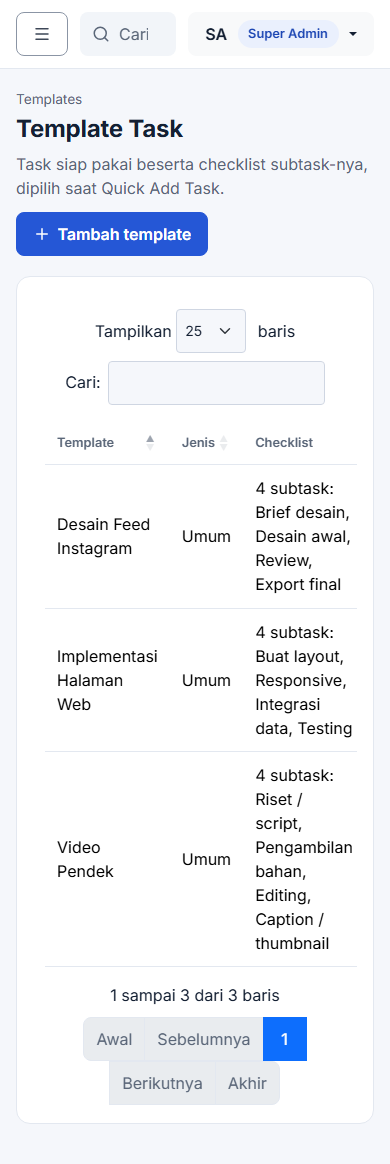 Cari
SA
Super Admin
Templates
Template Task
Task siap pakai beserta checklist subtask-nya,
dipilih saat Quick Add Task.
Tambah template
Tampilkan 25 baris
Cari:
Template Jenis Checklist
Desain Feed
Instagram
Umum
4 subtask:
Brief desain,
Desain awal,
Review,
Export final
Implementasi
Halaman
Web
Umum
4 subtask:
Buat layout,
Responsive,
Integrasi
data, Testing
Video
Pendek
Umum
4 subtask:
Riset /
script,
Pengambilan
bahan,
Editing,
Caption /
thumbnail
1 sampai 3 dari 3 baris
Awal Sebelumnya 1
Berikutnya Akhir